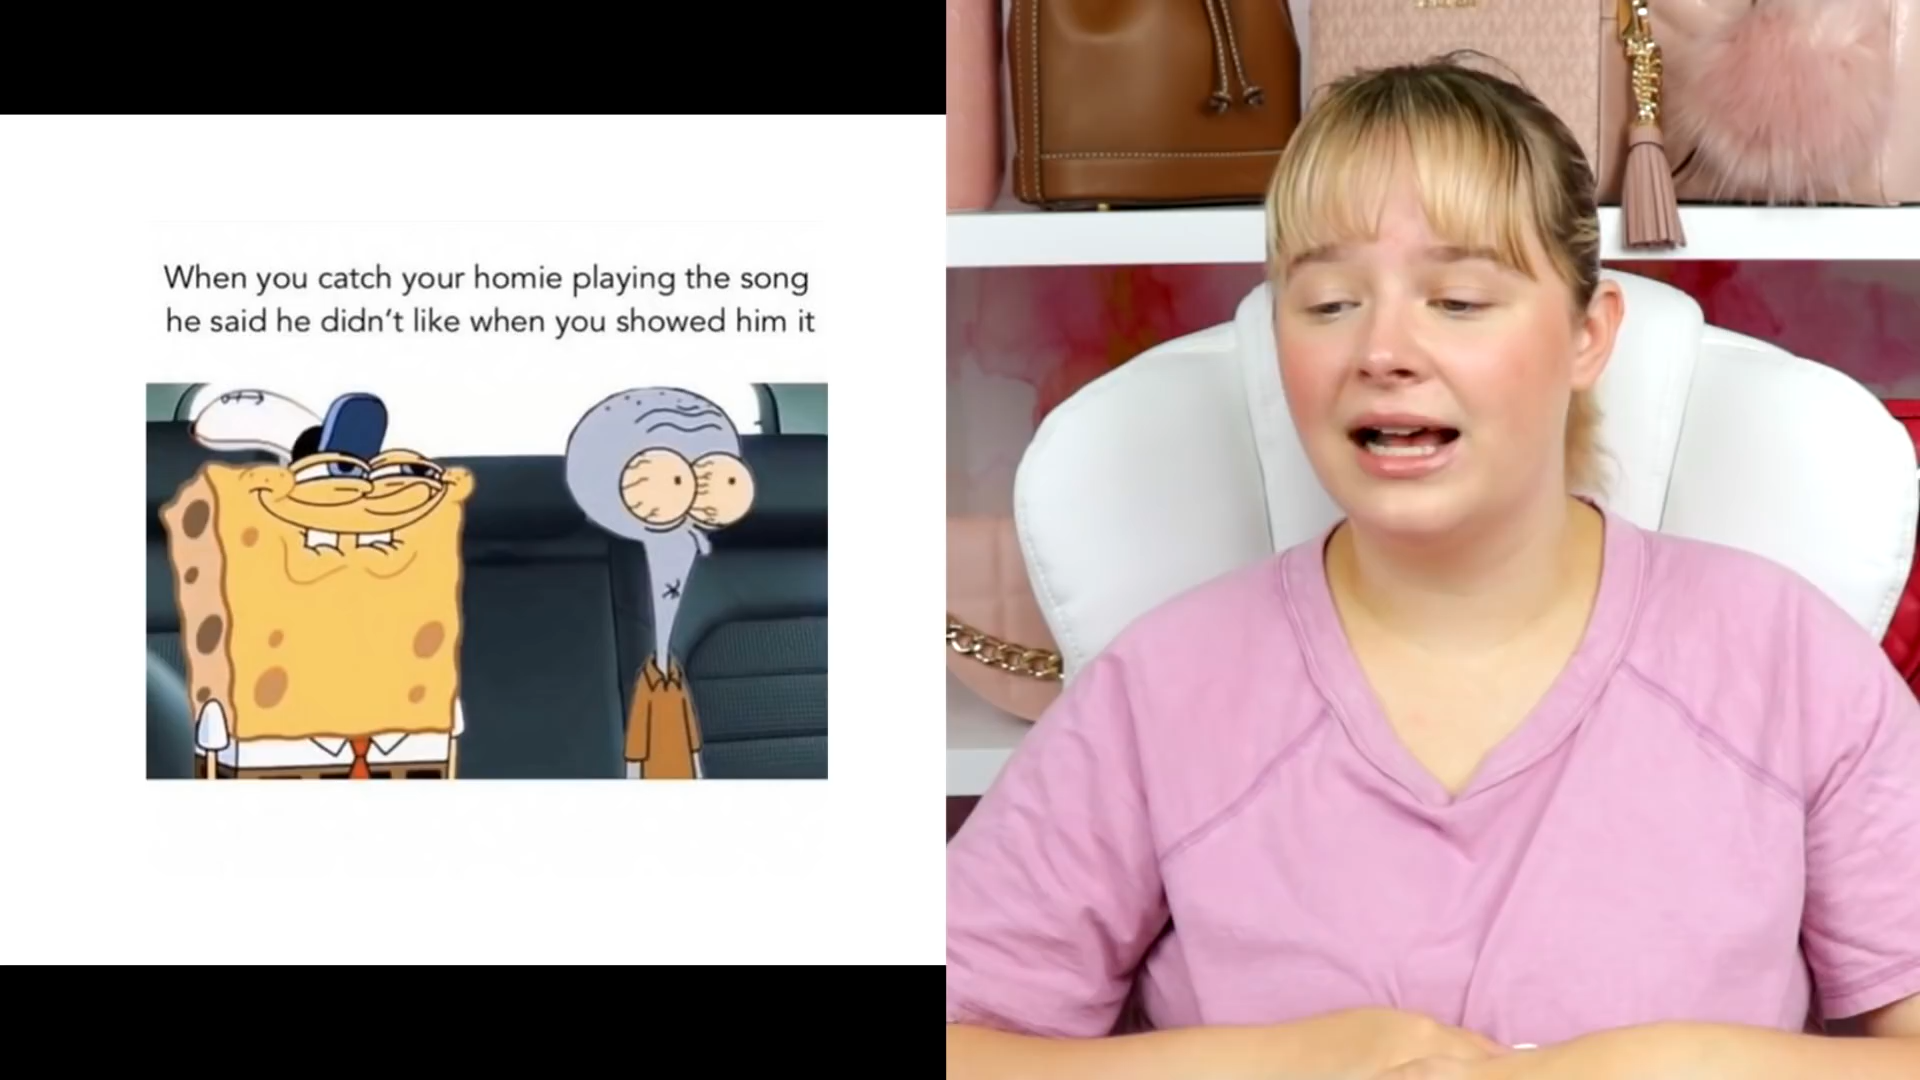 When you catch your homie playing the song
he said he didn't like when you showed him it